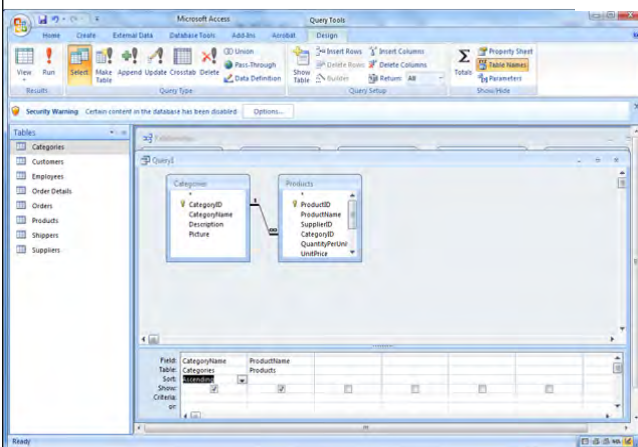 Microsoft Access
Query Tools
Home Create External Data Database Tools Add-Ins Acrobat Design
View
Run
Select
Make Table
Append
Update
Crosstab
Delete
Union
Pass-Through
Data Definition
Show Table
Insert Rows
Delete Rows
Builder
Insert Columns
Delete Columns
Return: All
Totals
Property Sheet
Table Names
Parameters
Results
Query Type
Query Setup
Show/Hide
Security Warning Certain content in the database has been disabled Options...
Tables
Categories
Customers
Employees
Order Details
Orders
Products
Shippers
Suppliers
Query1
Categories
*
CategoryID
CategoryName
Description
Picture
1
∞
Products
*
ProductID
ProductName
SupplierID
CategoryID
QuantityPerUni
UnitPrice
Field: CategoryName ProductName
Table: Categories Products
Sort: Ascending
Show:
Criteria:
or:
Ready